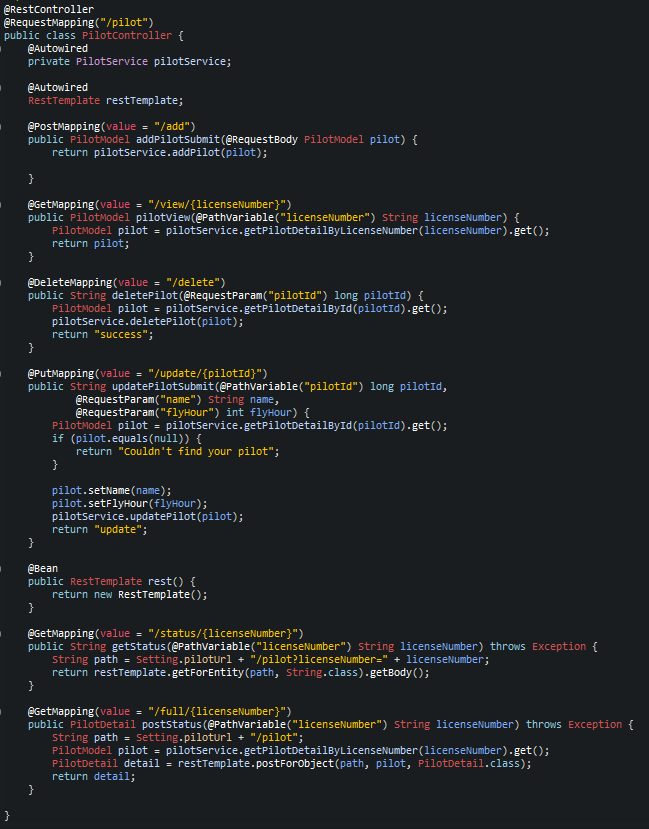 @RestController
@RequestMapping("/pilot")
public class PilotController {
@Autowired
private PilotService pilotService;
@Autowired
RestTemplate restTemplate;
@PostMapping(value = "/add")
public PilotModel addPilotSubmit(@RequestBody PilotModel pilot) {
return pilotService.addPilot(pilot);
}
@GetMapping(value = "/view/{licenseNumber}")
public PilotModel pilotView(@PathVariable("licenseNumber") String licenseNumber) {
PilotModel pilot = pilotService.getPilotDetailByLicenseNumber(licenseNumber).get();
return pilot;
}
@DeleteMapping(value = "/delete")
public String deletePilot(@RequestParam("pilotId") long pilotId) {
PilotModel pilot = pilotService.getPilotDetailById(pilotId).get();
pilotService.deletePilot(pilot);
return "success";
}
@PutMapping(value = "/update/{pilotId}")
public String updatePilotSubmit(@PathVariable("pilotId") long pilotId,
@RequestParam("name") String name,
@RequestParam("flyHour") int flyHour) {
PilotModel pilot = pilotService.getPilotDetailById(pilotId).get();
if (pilot.equals(null)) {
return "Couldn't find your pilot";
}
pilot.setName(name);
pilot.setFlyHour(flyHour);
pilotService.updatePilot(pilot);
return "update";
}
@Bean
public RestTemplate rest() {
return new RestTemplate();
}
@GetMapping(value = "/status/{licenseNumber}")
public String getStatus(@PathVariable("licenseNumber") String licenseNumber) throws Exception {
String path = Setting.pilotUrl + "/pilot?licenseNumber=" + licenseNumber;
return restTemplate.getForEntity(path, String.class).getBody();
}
@GetMapping(value = "/full/{licenseNumber}")
public PilotDetail postStatus(@PathVariable("licenseNumber") String licenseNumber) throws Exception {
String path = Setting.pilotUrl + "/pilot";
PilotModel pilot = pilotService.getPilotDetailByLicenseNumber(licenseNumber).get();
PilotDetail detail = restTemplate.postForObject(path, pilot, PilotDetail.class);
return detail;
}
}